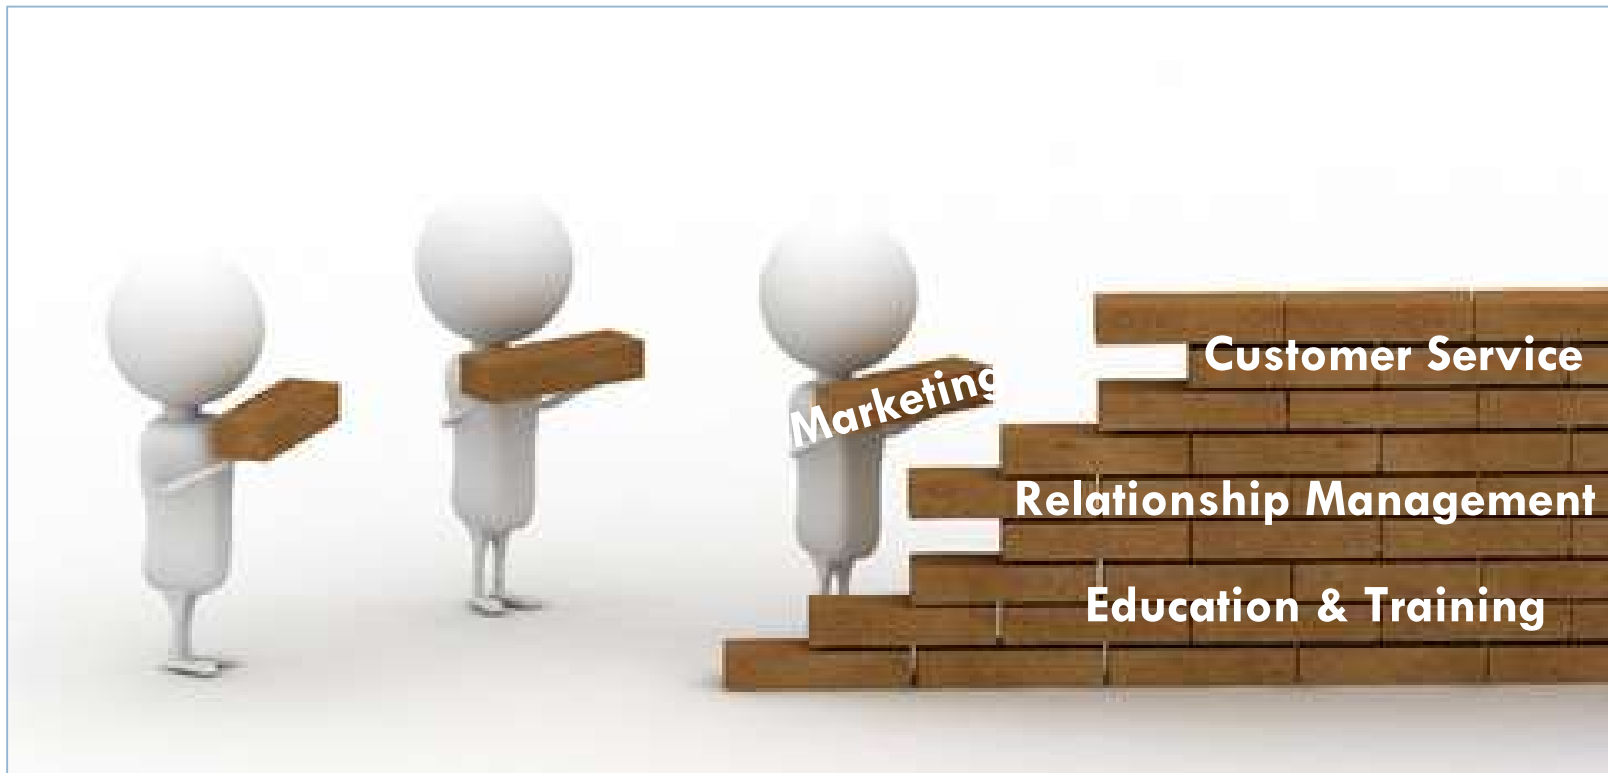 Customer Service
Marketing
Relationship Management
Education & Training